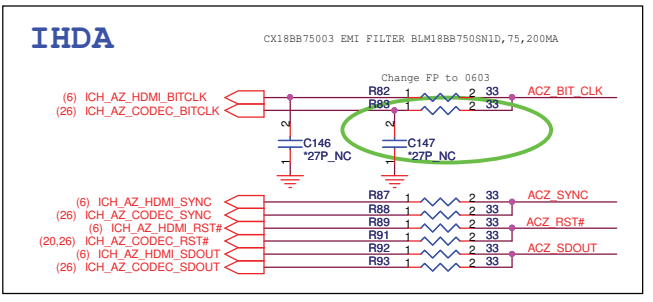 IHDA
CX18BB75003 EMI FILTER BLM18BB750SN1D,75,200MA
Change FP to 0603
(6) ICH_AZ_HDMI_BITCLK R82 1 2 33 ACZ_BIT_CLK
(26) ICH_AZ_CODEC_BITCLK R83 1 2 33
2 2
C146 C147
*27P_NC *27P_NC
1 1
(6) ICH_AZ_HDMI_SYNC R87 1 2 33 ACZ_SYNC
(26) ICH_AZ_CODEC_SYNC R88 1 2 33
(6) ICH_AZ_HDMI_RST# R89 1 2 33 ACZ_RST#
(20,26) ICH_AZ_CODEC_RST# R91 1 2 33
(6) ICH_AZ_HDMI_SDOUT R92 1 2 33 ACZ_SDOUT
(26) ICH_AZ_CODEC_SDOUT R93 1 2 33